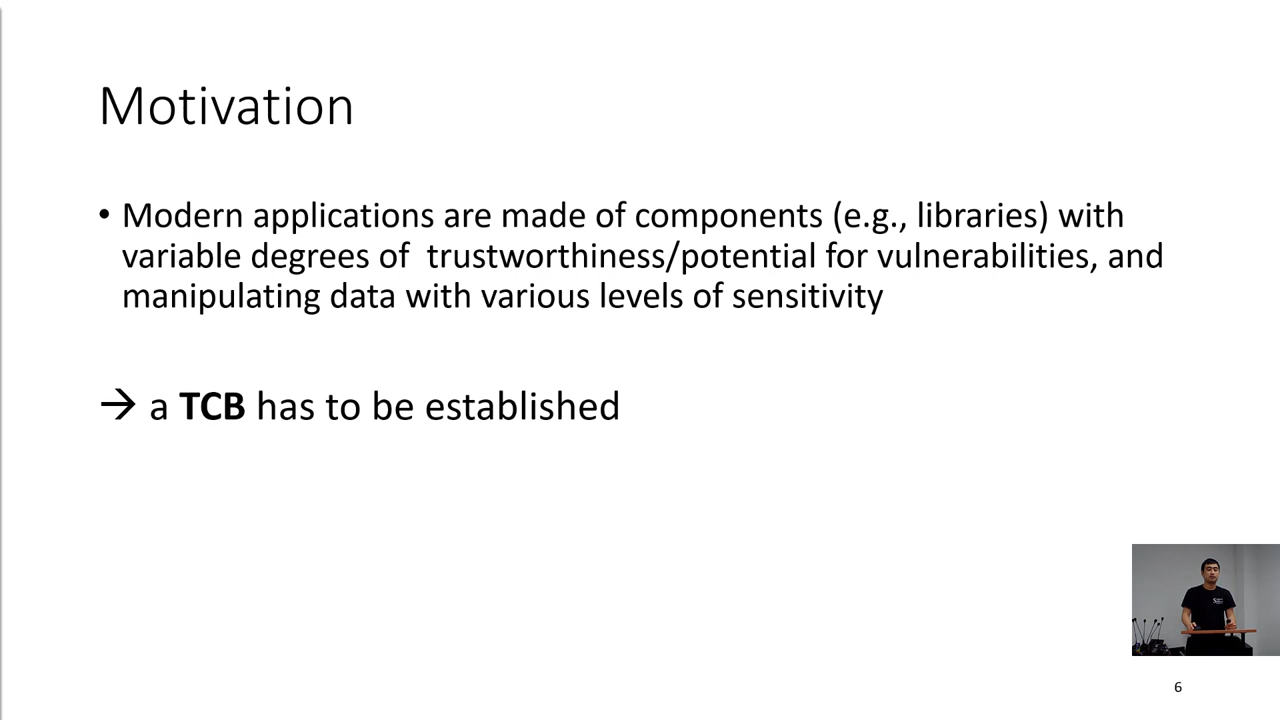 Motivation
• Modern applications are made of components (e.g., libraries) with
variable degrees of  trustworthiness/potential for vulnerabilities, and
manipulating data with various levels of sensitivity
→ a TCB has to be established
6